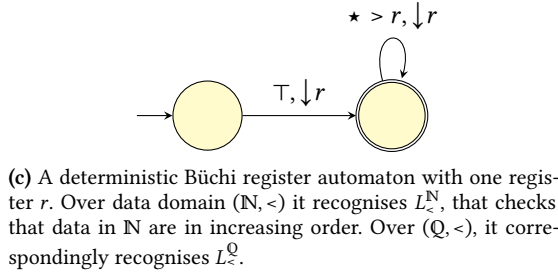 ⋆ > r, ↓r
⊤, ↓r
(c) A deterministic Büchi register automaton with one regis-
ter r. Over data domain (ℕ, <) it recognises L^ℕ_<, that checks
that data in ℕ are in increasing order. Over (ℚ, <), it corre-
spondingly recognises L^ℚ_<.